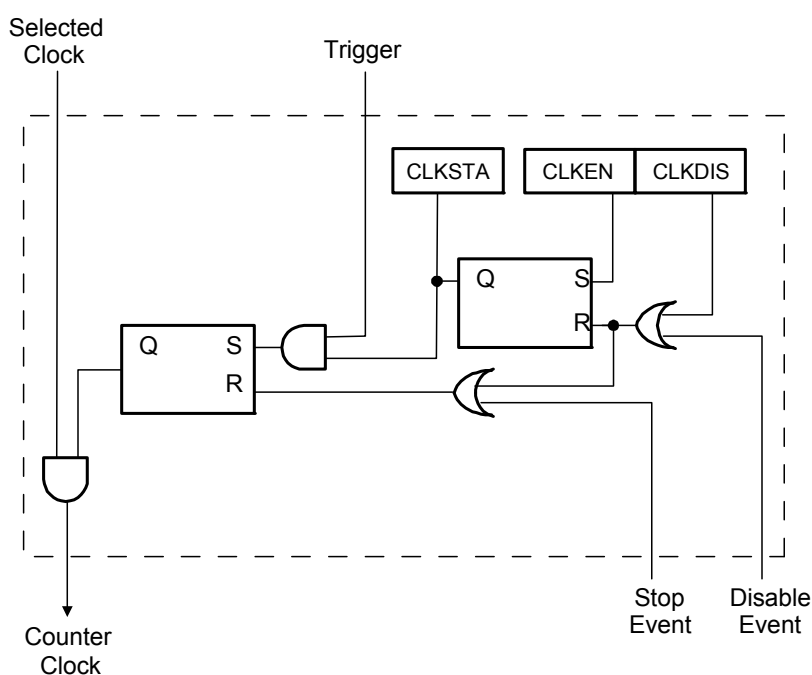 Selected
Clock
Trigger
CLKSTA
CLKEN
CLKDIS
Q
S
R
Q
S
R
Stop
Event
Disable
Event
Counter
Clock